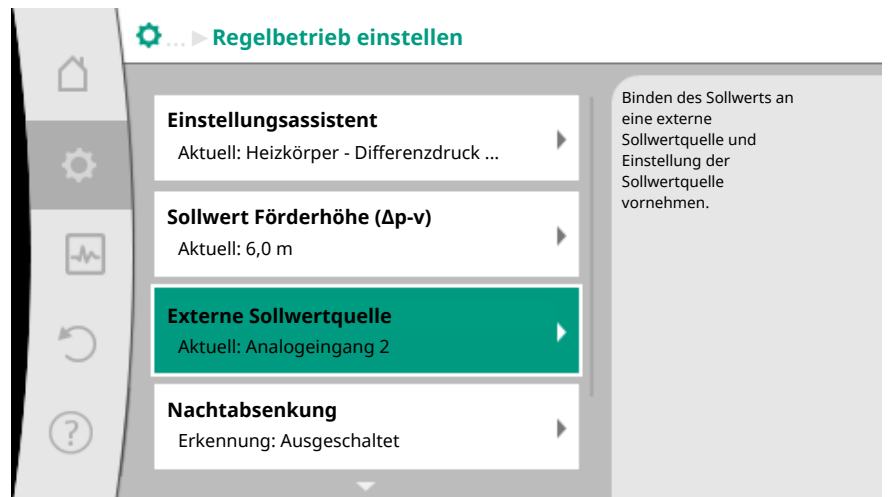 ... Regelbetrieb einstellen
Einstellungsassistent
Aktuell: Heizkörper - Differenzdruck ...
Sollwert Förderhöhe (Δp-v)
Aktuell: 6,0 m
Externe Sollwertquelle
Aktuell: Analogeingang 2
Nachtabsenkung
Erkennung: Ausgeschaltet
Binden des Sollwerts an
eine externe
Sollwertquelle und
Einstellung der
Sollwertquelle
vornehmen.
?